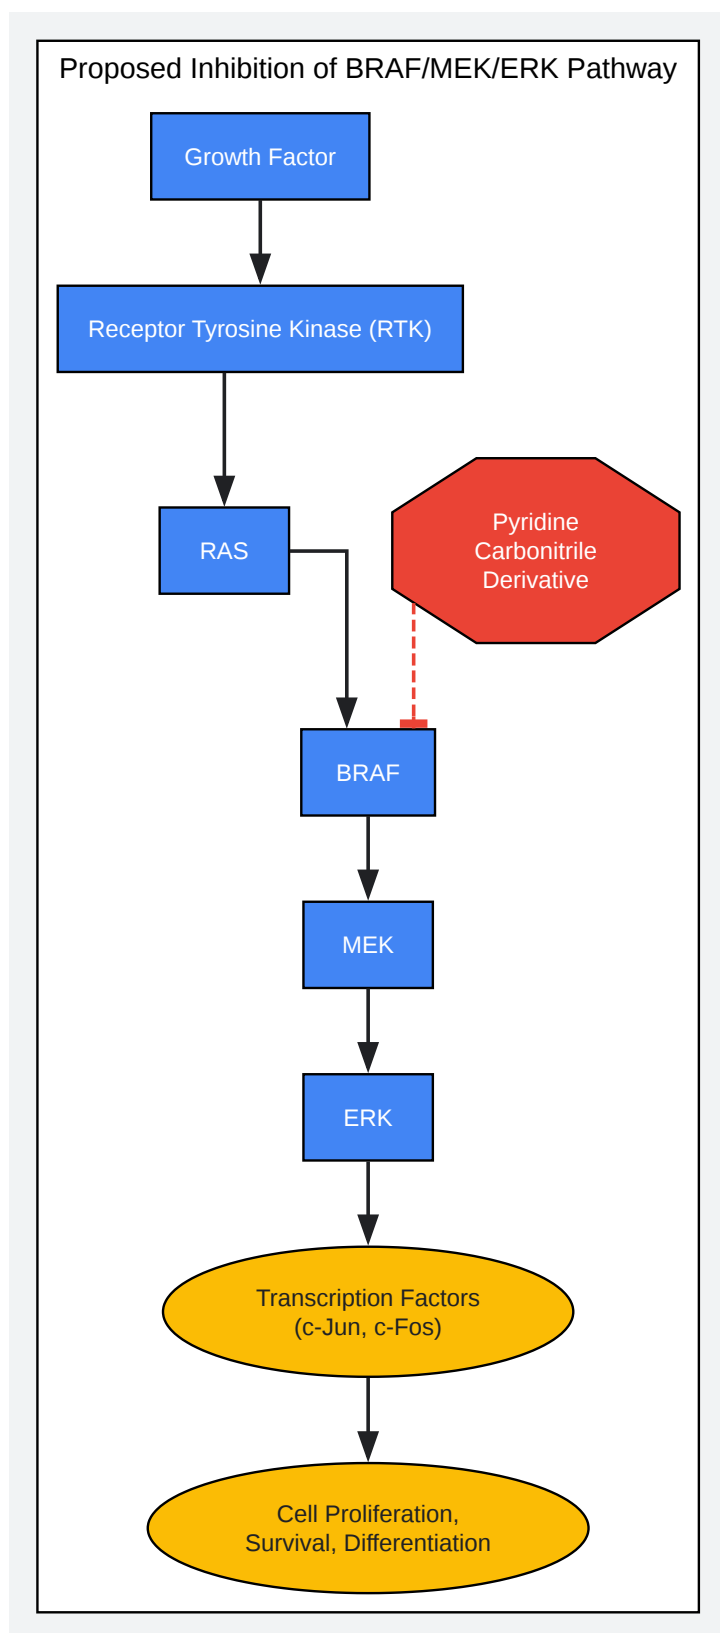 Proposed Inhibition of BRAF/MEK/ERK Pathway
Growth Factor
Receptor Tyrosine Kinase (RTK)
RAS
Pyridine
Carbonitrile
Derivative
BRAF
MEK
ERK
Transcription Factors
(c-Jun, c-Fos)
Cell Proliferation,
Survival, Differentiation